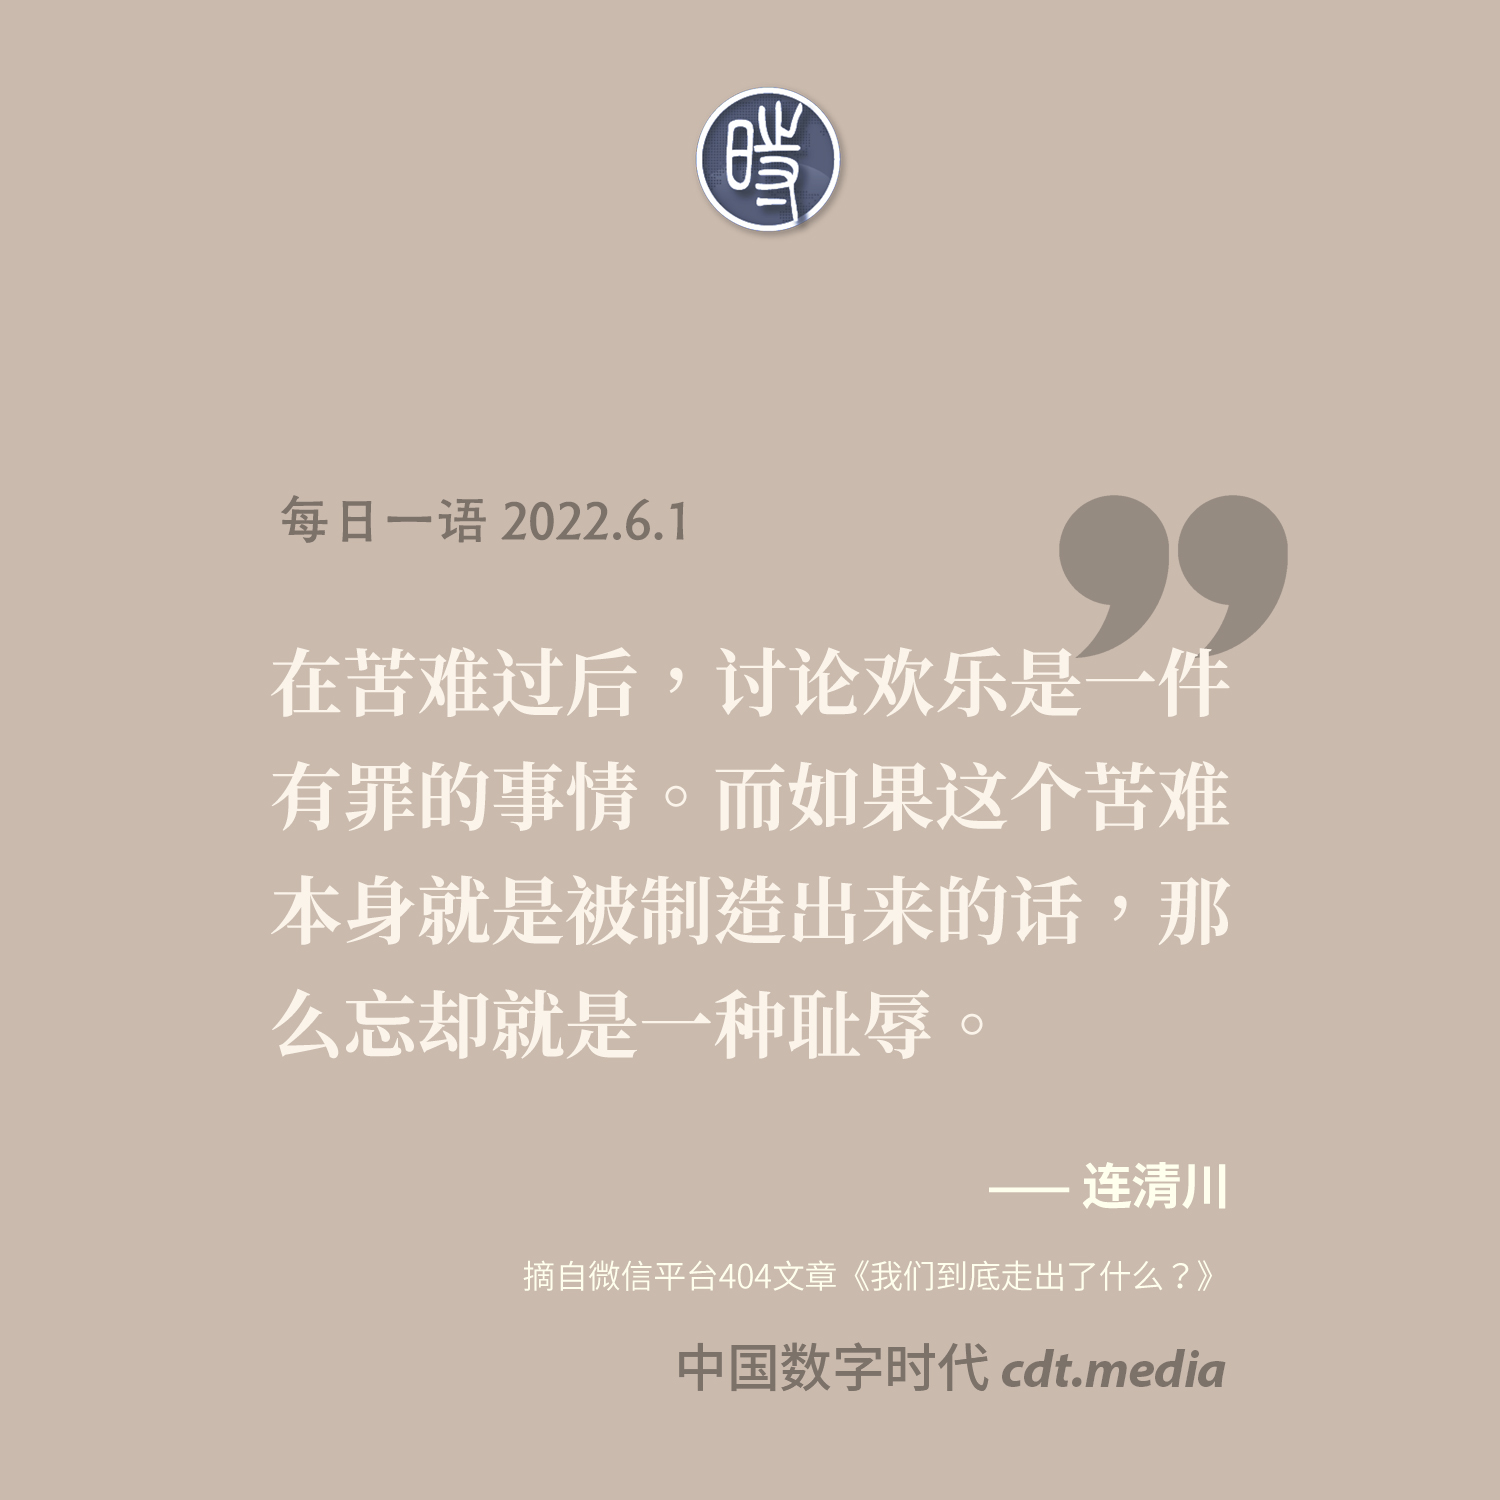 時
每日一语 2022.6.1
在苦难过后，讨论欢乐是一件
有罪的事情。而如果这个苦难
本身就是被制造出来的话，那
么忘却就是一种耻辱。
—— 连清川
摘自微信平台404文章《我们到底走出了什么？》
中国数字时代 cdt.media